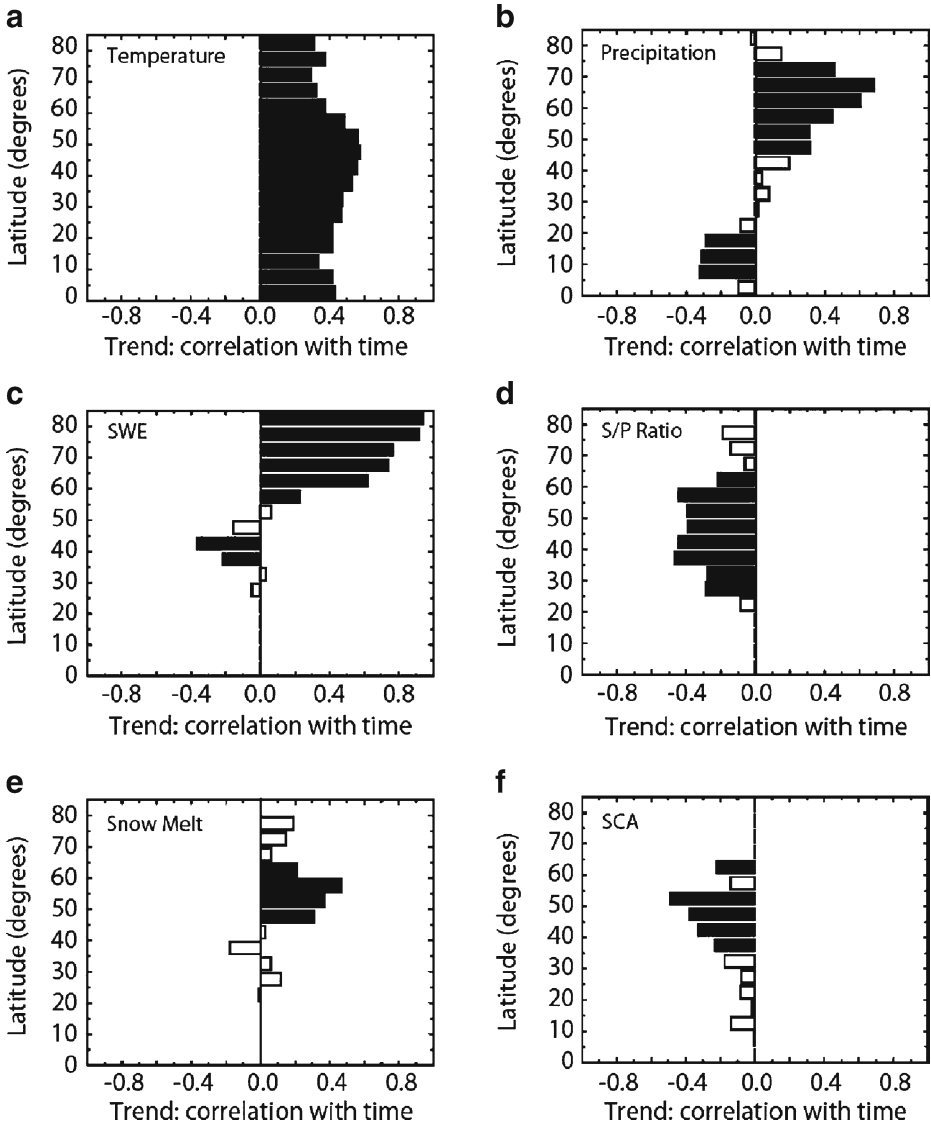 a
b
Temperature
Precipitation
Latitude (degrees)
Latitutde (degrees)
80
70
60
50
40
30
20
10
0
80
70
60
50
40
30
20
10
0
-0.8 -0.4 0.0 0.4 0.8
-0.8 -0.4 0.0 0.4 0.8
Trend: correlation with time
Trend: correlation with time
c
d
SWE
S/P Ratio
Latitude (degrees)
Latitude (degrees)
80
70
60
50
40
30
20
10
0
80
70
60
50
40
30
20
10
0
-0.8 -0.4 0.0 0.4 0.8
-0.8 -0.4 0.0 0.4 0.8
Trend: correlation with time
Trend: correlation with time
e
f
Snow Melt
SCA
Latitude (degrees)
Latitude (degrees)
80
70
60
50
40
30
20
10
0
80
70
60
50
40
30
20
10
0
-0.8 -0.4 0.0 0.4 0.8
-0.8 -0.4 0.0 0.4 0.8
Trend: correlation with time
Trend: correlation with time